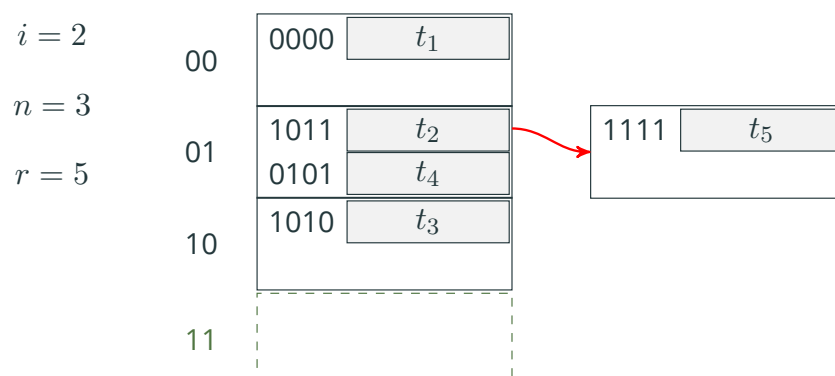 i = 2
n = 3
r = 5
00 0000 t₁
01 1011 t₂ 1111 t₅
0101 t₄
10 1010 t₃
11